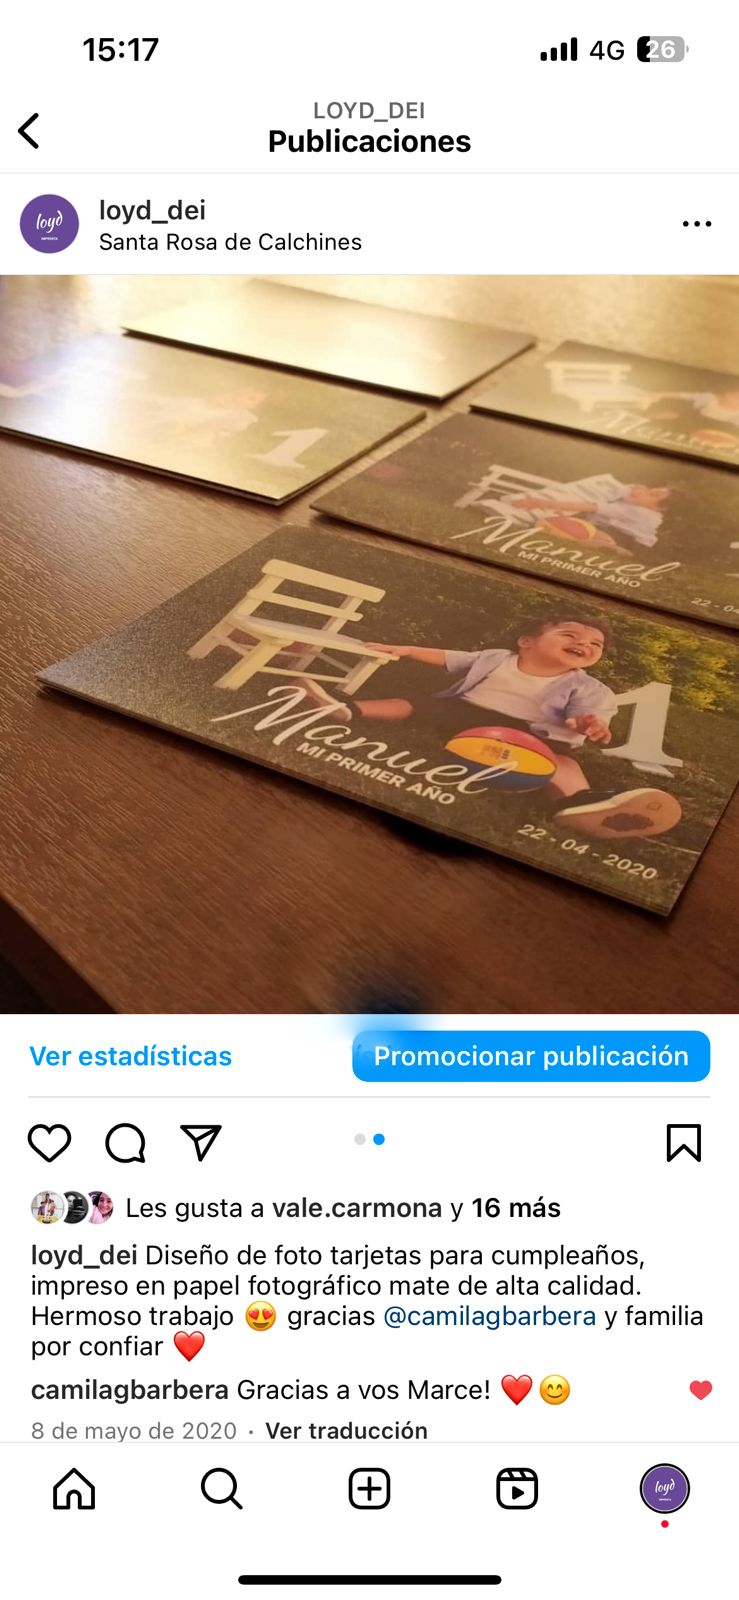 15:17
4G 26
LOYD_DEI
Publicaciones
loyd
loyd_dei
Santa Rosa de Calchines
1
Manuel
MI PRIMER AÑO
22-04
Manuel
MI PRIMER AÑO
1
22-04-2020
Ver estadísticas
Promocionar publicación
Les gusta a vale.carmona y 16 más
loyd_dei Diseño de foto tarjetas para cumpleaños,
impreso en papel fotográfico mate de alta calidad.
Hermoso trabajo 😍 gracias @camilagbarbera y familia
por confiar ❤️
camilagbarbera Gracias a vos Marce! ❤️😊
8 de mayo de 2020 · Ver traducción
loyd